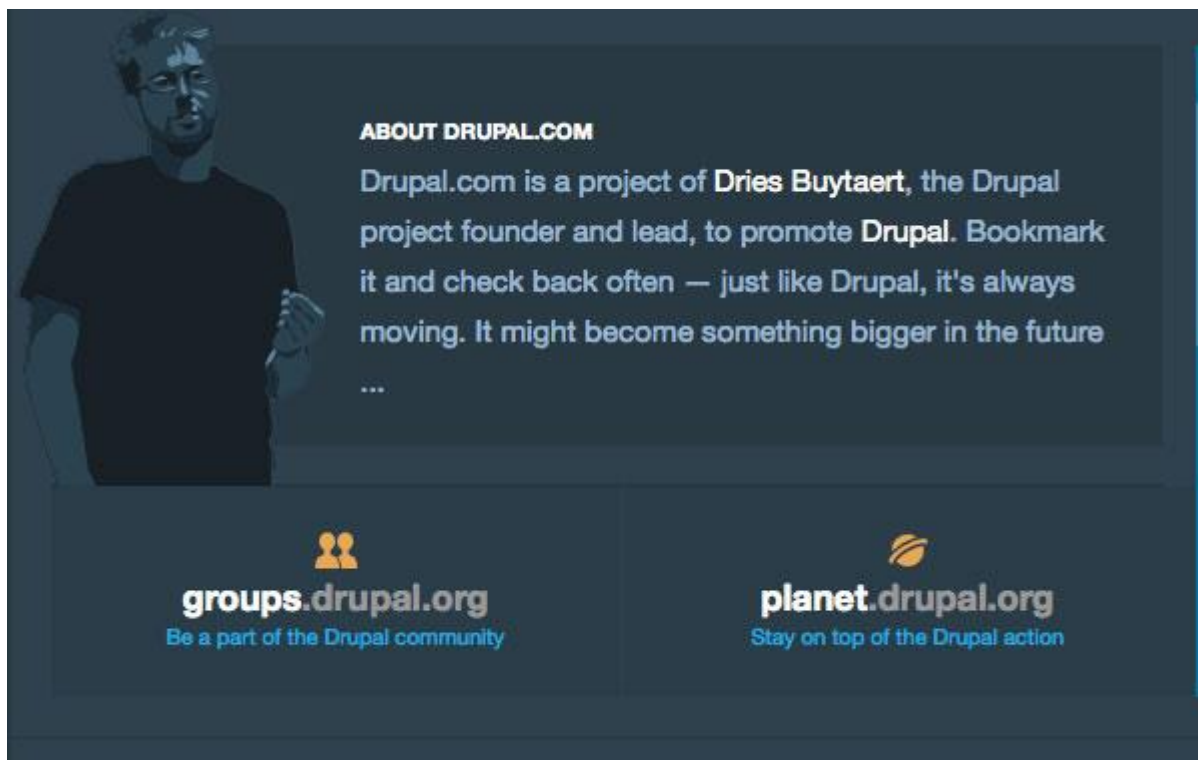 ABOUT DRUPAL.COM
Drupal.com is a project of Dries Buytaert, the Drupal
project founder and lead, to promote Drupal. Bookmark
it and check back often — just like Drupal, it's always
moving. It might become something bigger in the future
...
groups.drupal.org
Be a part of the Drupal community
planet.drupal.org
Stay on top of the Drupal action